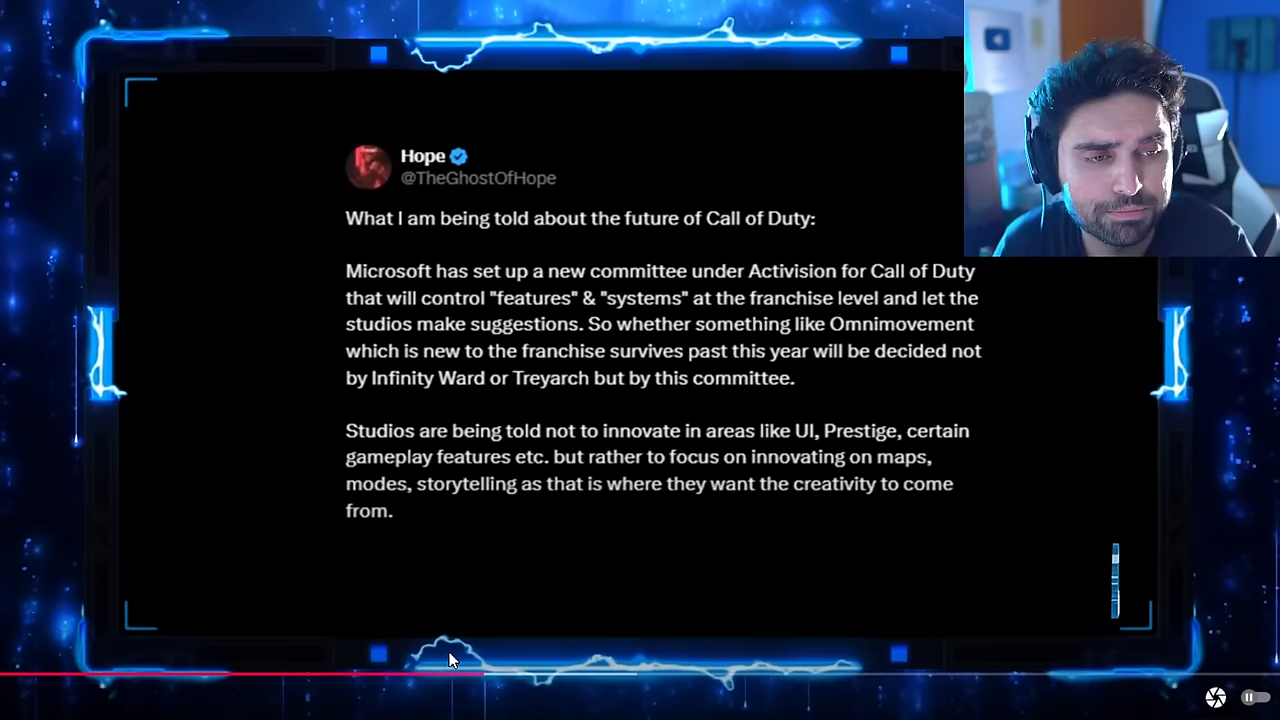 Hope
@TheGhostOfHope
What I am being told about the future of Call of Duty:
Microsoft has set up a new committee under Activision for Call of Duty
that will control "features" & "systems" at the franchise level and let the
studios make suggestions. So whether something like Omnimovement
which is new to the franchise survives past this year will be decided not
by Infinity Ward or Treyarch but by this committee.
Studios are being told not to innovate in areas like UI, Prestige, certain
gameplay features etc. but rather to focus on innovating on maps,
modes, storytelling as that is where they want the creativity to come
from.